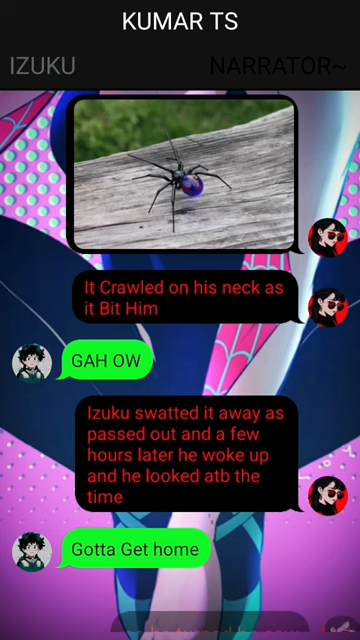 KUMAR TS
IZUKU
NARRATOR~
It Crawled on his neck as
it Bit Him
GAH OW
Izuku swatted it away as
passed out and a few
hours later he woke up
and he looked atb the
time
Gotta Get home